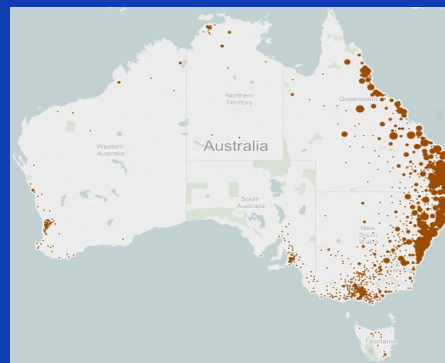 Northern
Territory
Queensland
Australia
Western
Australia
South
Australia
New
South
Wales
Tasmania